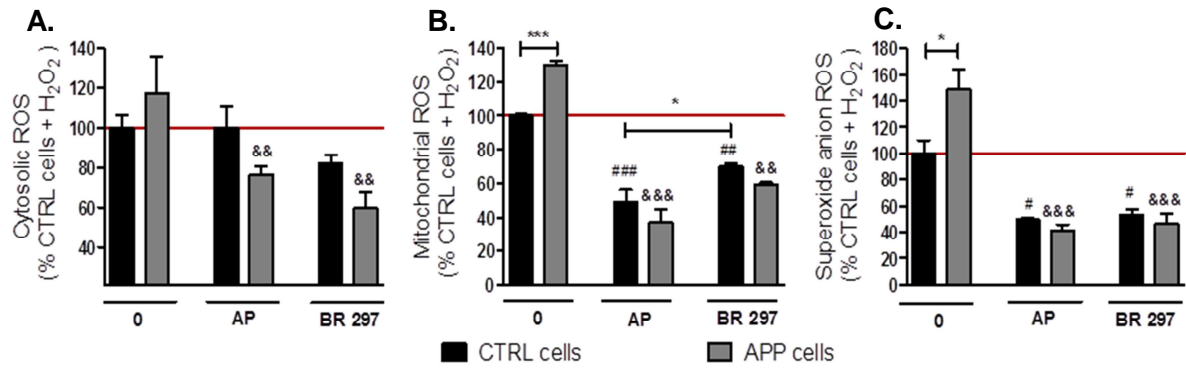 A.
Cytosolic ROS
(% CTRL cells + H₂O₂)
140
120
100
80
60
40
&&
&&
0
AP
BR 297
B.
Mitochondrial ROS
(% CTRL cells + H₂O₂)
140
120
100
80
60
40
20
0
***
*
###
&&&
##
&&
0
AP
BR 297
C.
Superoxide anion ROS
(% CTRL cells + H₂O₂)
180
160
140
120
100
80
60
40
20
0
*
#
&&&
#
&&&
0
AP
BR 297
CTRL cells
APP cells